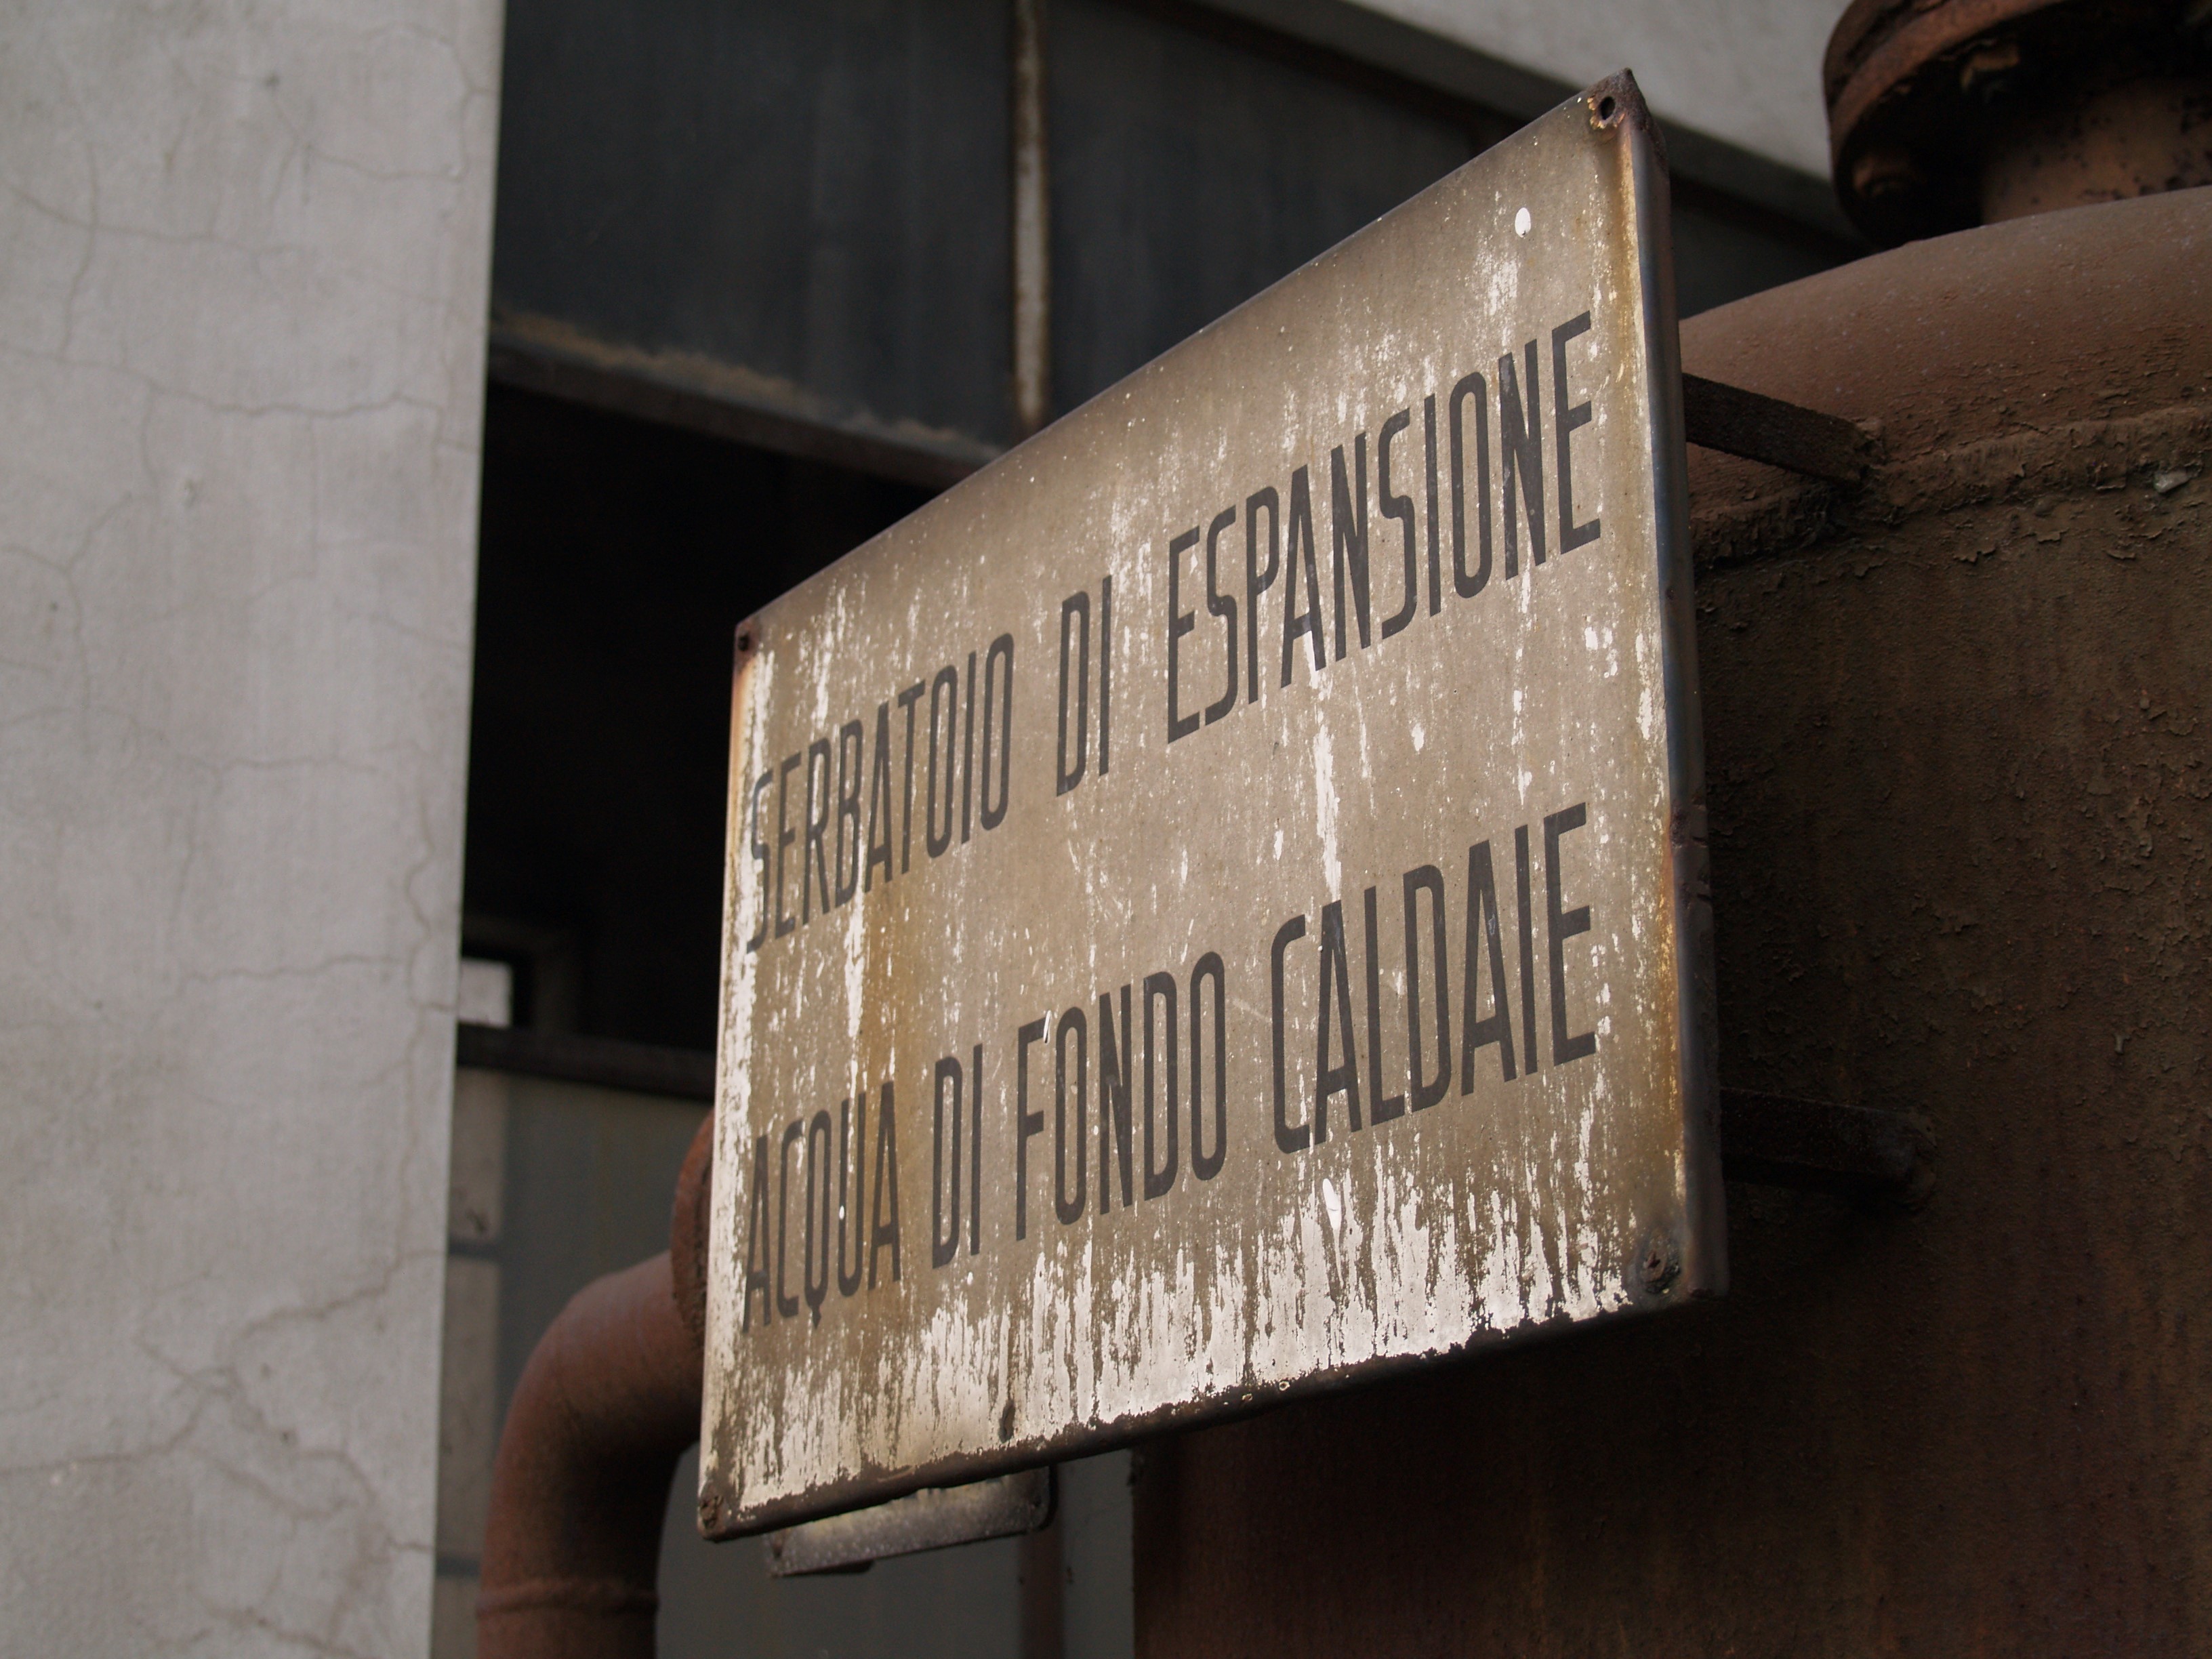 SERBATOIO DI ESPANSIONE
ACQUA DI FONDO CALDAIE